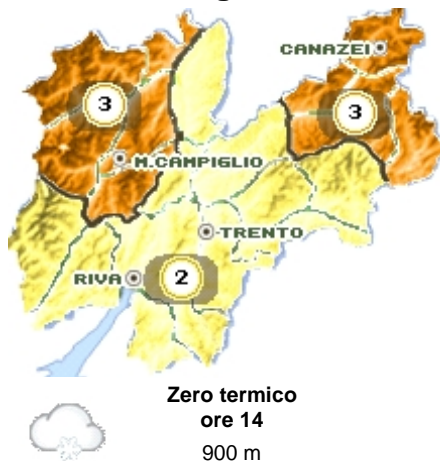 CANAZEI
3
3
M.CAMPIGLIO
TRENTO
RIVA
2
Zero termico
ore 14
900 m